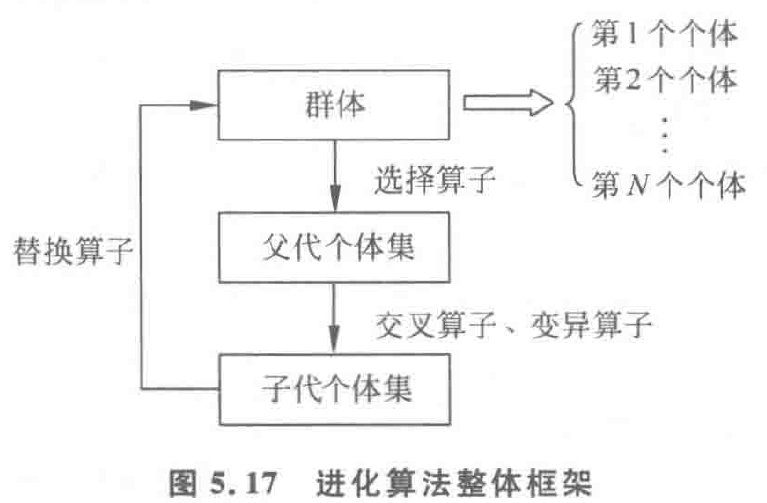 第1个个体
第2个个体
⋮
第N个个体
群体
选择算子
父代个体集
替换算子
交叉算子、变异算子
子代个体集
图 5.17 进化算法整体框架